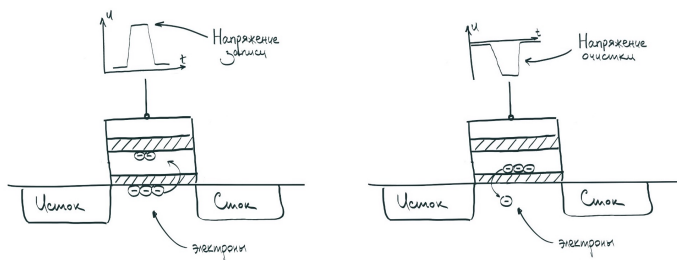 U
t
Напряжение
записи
Исток
Сток
электроны
U
t
Напряжение
очистки
Исток
Сток
электроны